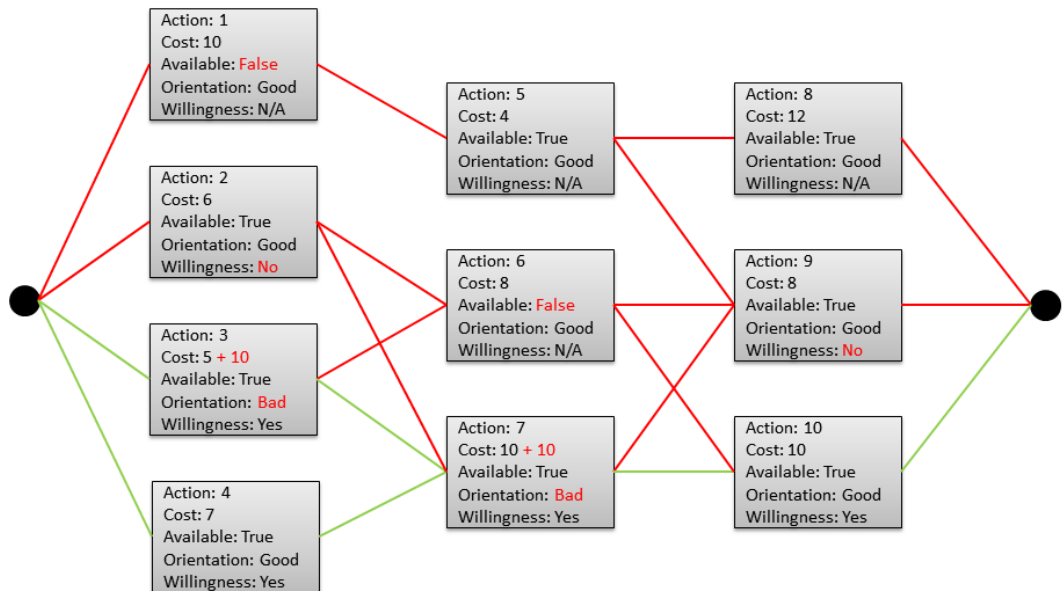 Action: 1
Cost: 10
Available: False
Orientation: Good
Willingness: N/A
Action: 2
Cost: 6
Available: True
Orientation: Good
Willingness: No
Action: 3
Cost: 5 + 10
Available: True
Orientation: Bad
Willingness: Yes
Action: 4
Cost: 7
Available: True
Orientation: Good
Willingness: Yes
Action: 5
Cost: 4
Available: True
Orientation: Good
Willingness: N/A
Action: 6
Cost: 8
Available: False
Orientation: Good
Willingness: N/A
Action: 7
Cost: 10 + 10
Available: True
Orientation: Bad
Willingness: Yes
Action: 8
Cost: 12
Available: True
Orientation: Good
Willingness: N/A
Action: 9
Cost: 8
Available: True
Orientation: Good
Willingness: No
Action: 10
Cost: 10
Available: True
Orientation: Good
Willingness: Yes